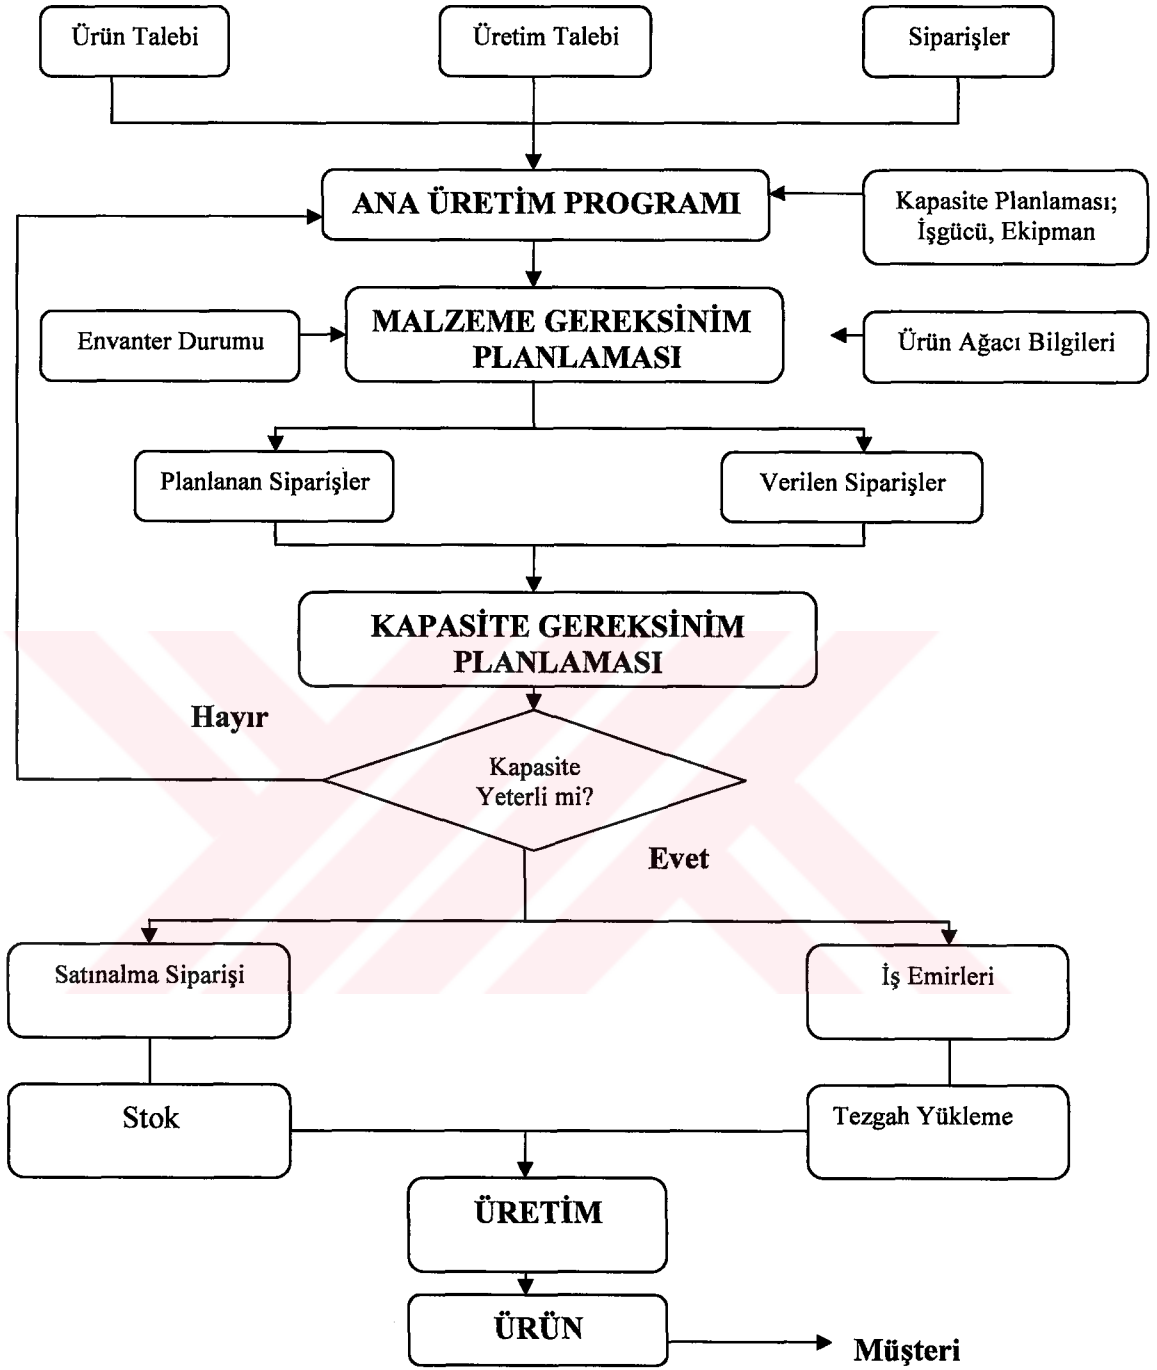 Ürün Talebi
Üretim Talebi
Siparişler
ANA ÜRETİM PROGRAMI
Kapasite Planlaması;
İşgücü, Ekipman
Envanter Durumu
MALZEME GEREKSİNİM
PLANLAMASI
Ürün Ağacı Bilgileri
Planlanan Siparişler
Verilen Siparişler
KAPASİTE GEREKSİNİM
PLANLAMASI
Hayır
Kapasite
Yeterli mi?
Evet
Satınalma Siparişi
İş Emirleri
Stok
Tezgah Yükleme
ÜRETİM
ÜRÜN
Müşteri